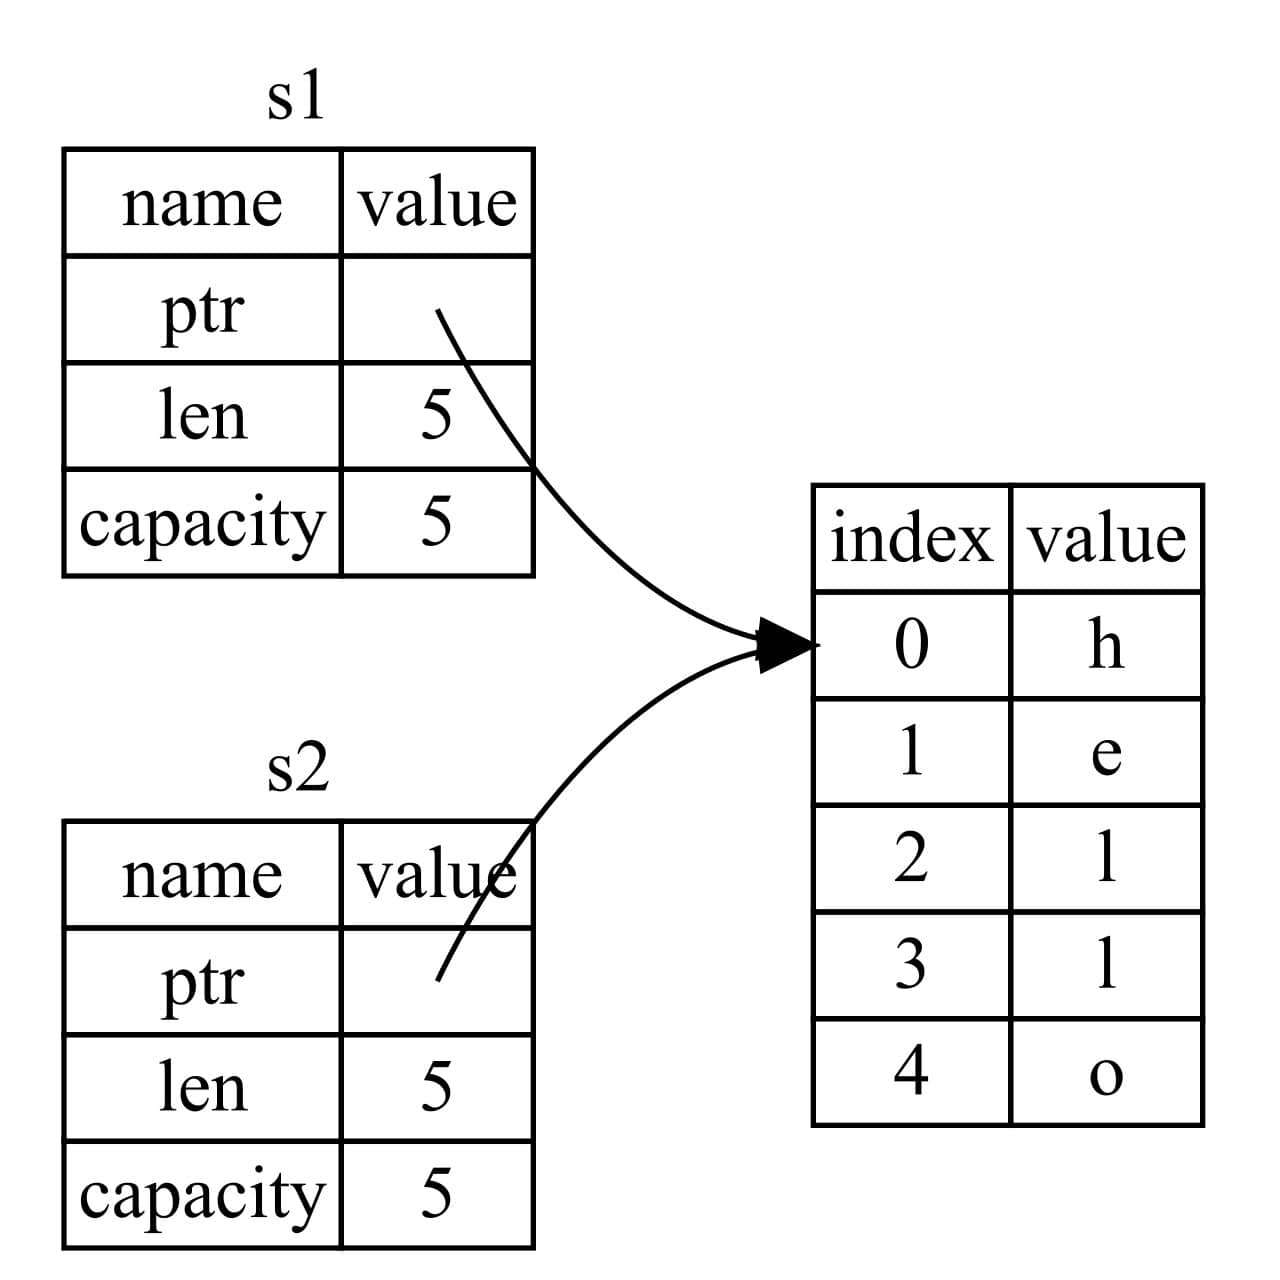 s1
name value
ptr
len 5
capacity 5
s2
name value
ptr
len 5
capacity 5
index value
0 h
1 e
2 l
3 l
4 o